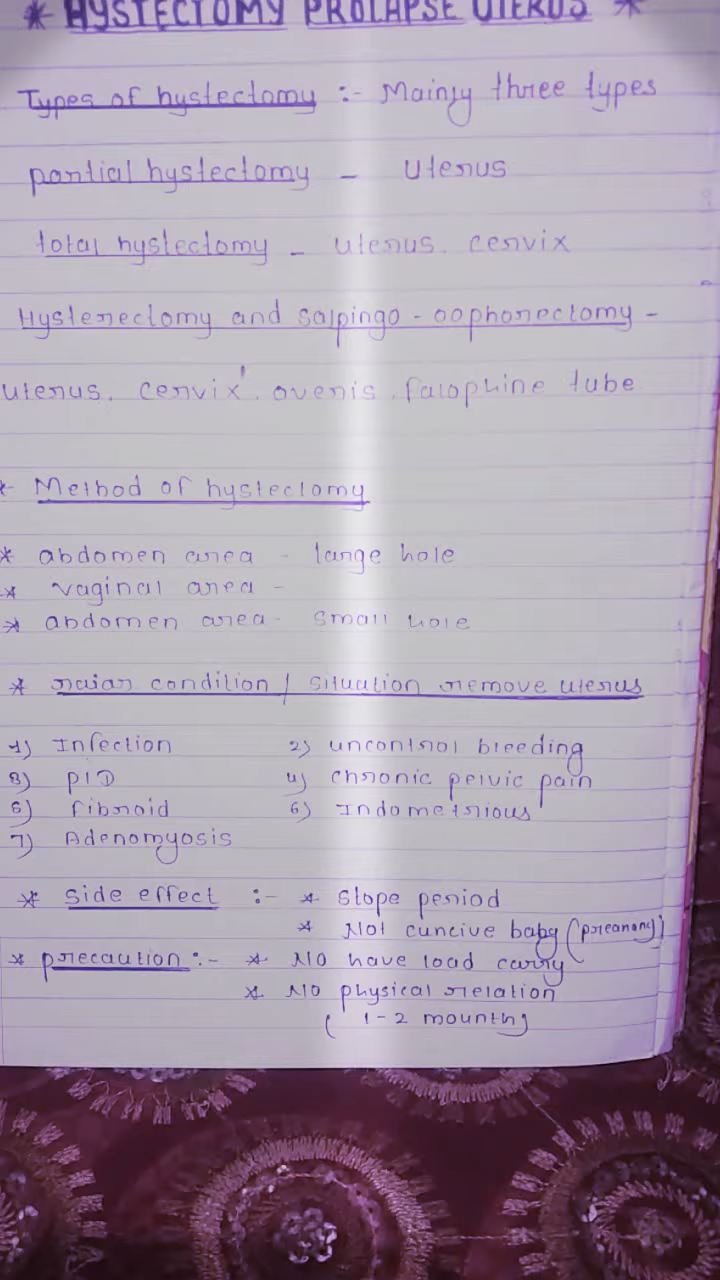 * HYSTECTOMY PROLAPSE UTERUS *
Types of hystectomy :- Mainly three types
partial hystectomy - Uterus
total hystectomy - uterus. cervix
Hysterectomy and salpingo - oophorectomy -
uterus. cervix'. overis. falophine tube
* Method of hystectomy
* abdomen area - large hole
* vaginal area -
* abdomen area - small hole
* condition / situation remove uterus
1) Infection 2) uncontrol bleeding
3) PID 4) chronic pelvic pain
5) fibroid 6) Indometrious
7) Adenomyosis
* Side effect :- * Stope period
* Not cuncive baby (preanany)
* precaution :- * No have load carry
* No physical relation
( 1-2 mounth)